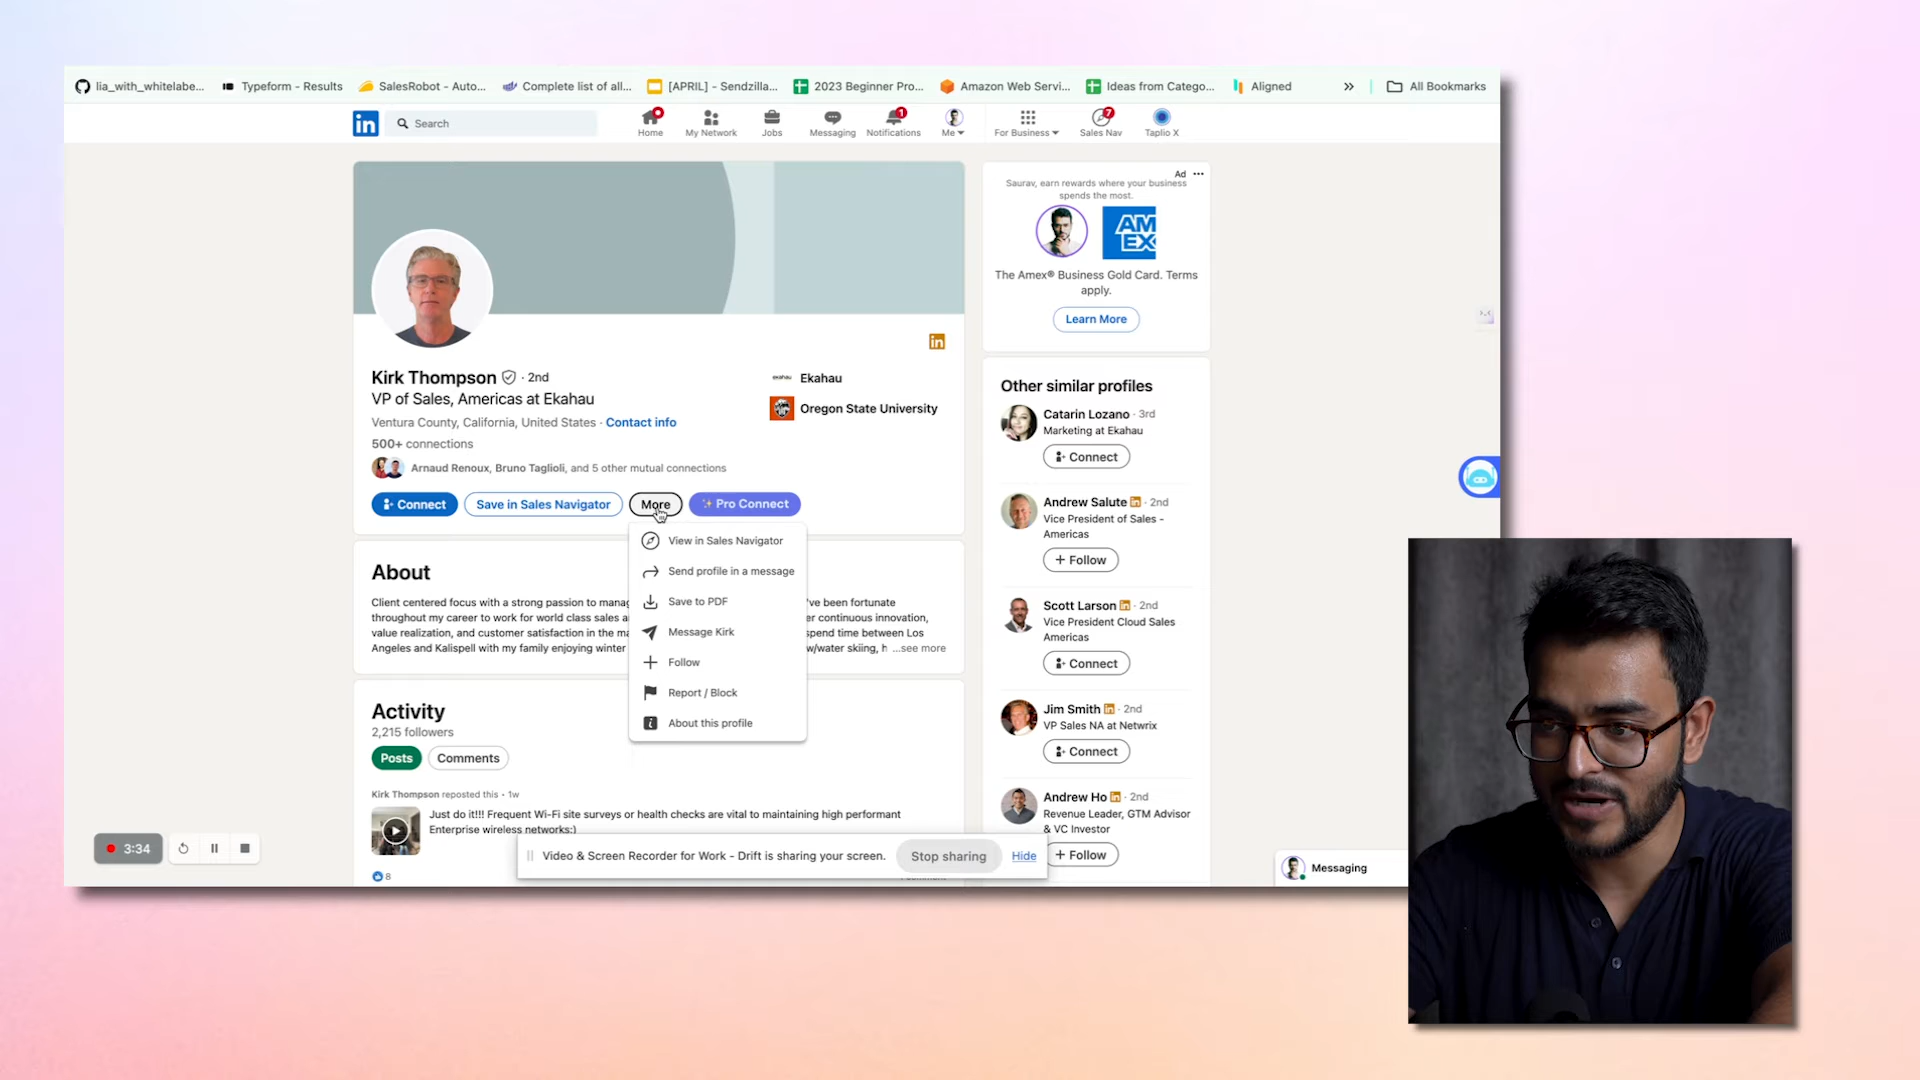 lia_with_whitelabe...
Typeform - Results
SalesRobot - Auto...
Complete list of all...
[APRIL] - Sendzilla...
2023 Beginner Pro...
Amazon Web Servi...
Ideas from Catego...
Aligned
All Bookmarks
in
Search
Home
My Network
Jobs
Messaging
1
Notifications
Me
For Business
7
Sales Nav
Taplio X
in
Kirk Thompson · 2nd
VP of Sales, Americas at Ekahau
Ventura County, California, United States · Contact info
500+ connections
Arnaud Renoux, Bruno Taglioli, and 5 other mutual connections
ekahau Ekahau
Oregon State University
Connect
Save in Sales Navigator
More
Pro Connect
View in Sales Navigator
Send profile in a message
Save to PDF
Message Kirk
Follow
Report / Block
About this profile
About
Client centered focus with a strong passion to mana
've been fortunate
throughout my career to work for world class sales a
er continuous innovation,
value realization, and customer satisfaction in the ma
spend time between Los
Angeles and Kalispell with my family enjoying winter
w/water skiing, h ...see more
Activity
2,215 followers
Posts
Comments
Kirk Thompson reposted this • 1w
Just do it!!! Frequent Wi-Fi site surveys or health checks are vital to maintaining high performant
Enterprise wireless networks:)
8
Ad
Saurav, earn rewards where your business
spends the most.
AM
EX
The Amex® Business Gold Card. Terms
apply.
Learn More
Other similar profiles
Catarin Lozano · 3rd
Marketing at Ekahau
Connect
Andrew Salute in · 2nd
Vice President of Sales -
Americas
+ Follow
Scott Larson in · 2nd
Vice President Cloud Sales
Americas
Connect
Jim Smith in · 2nd
VP Sales NA at Netwrix
Connect
Andrew Ho in · 2nd
Revenue Leader, GTM Advisor
& VC Investor
+ Follow
3:34
Video & Screen Recorder for Work - Drift is sharing your screen.
Stop sharing
Hide
Messaging